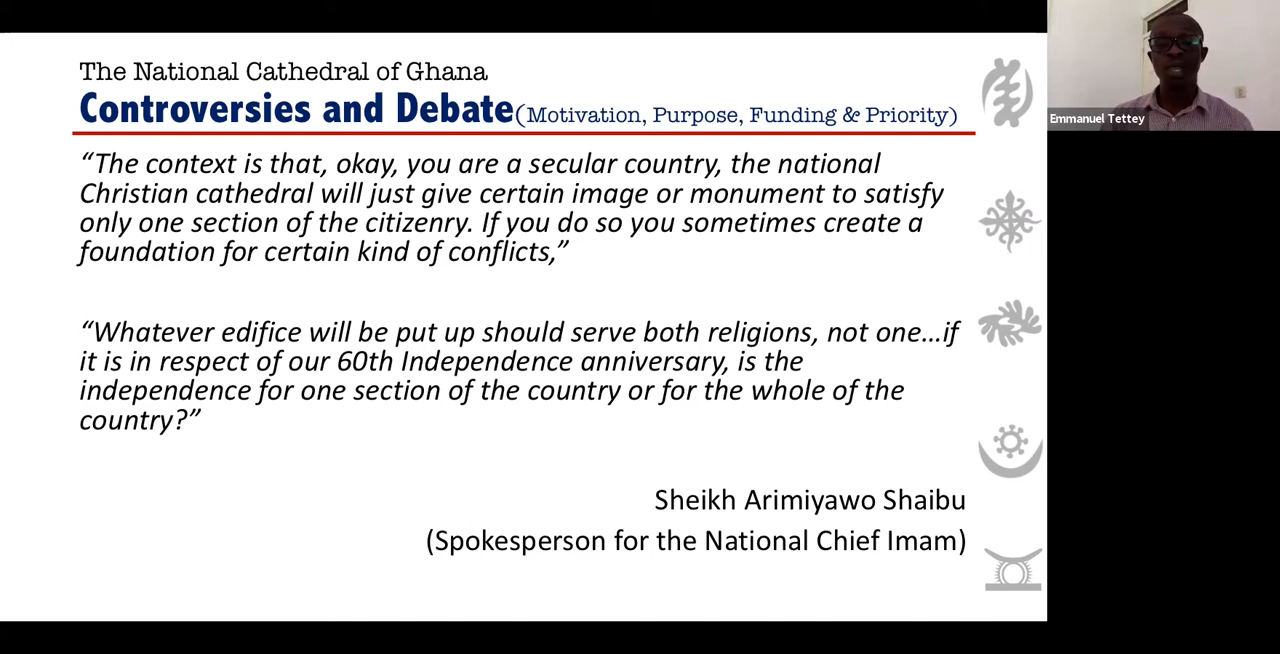 The National Cathedral of Ghana
Controversies and Debate(Motivation, Purpose, Funding & Priority)
“The context is that, okay, you are a secular country, the national
Christian cathedral will just give certain image or monument to satisfy
only one section of the citizenry. If you do so you sometimes create a
foundation for certain kind of conflicts,”
“Whatever edifice will be put up should serve both religions, not one…if
it is in respect of our 60th Independence anniversary, is the
independence for one section of the country or for the whole of the
country?”
Sheikh Arimiyawo Shaibu
(Spokesperson for the National Chief Imam)
Emmanuel Tettey